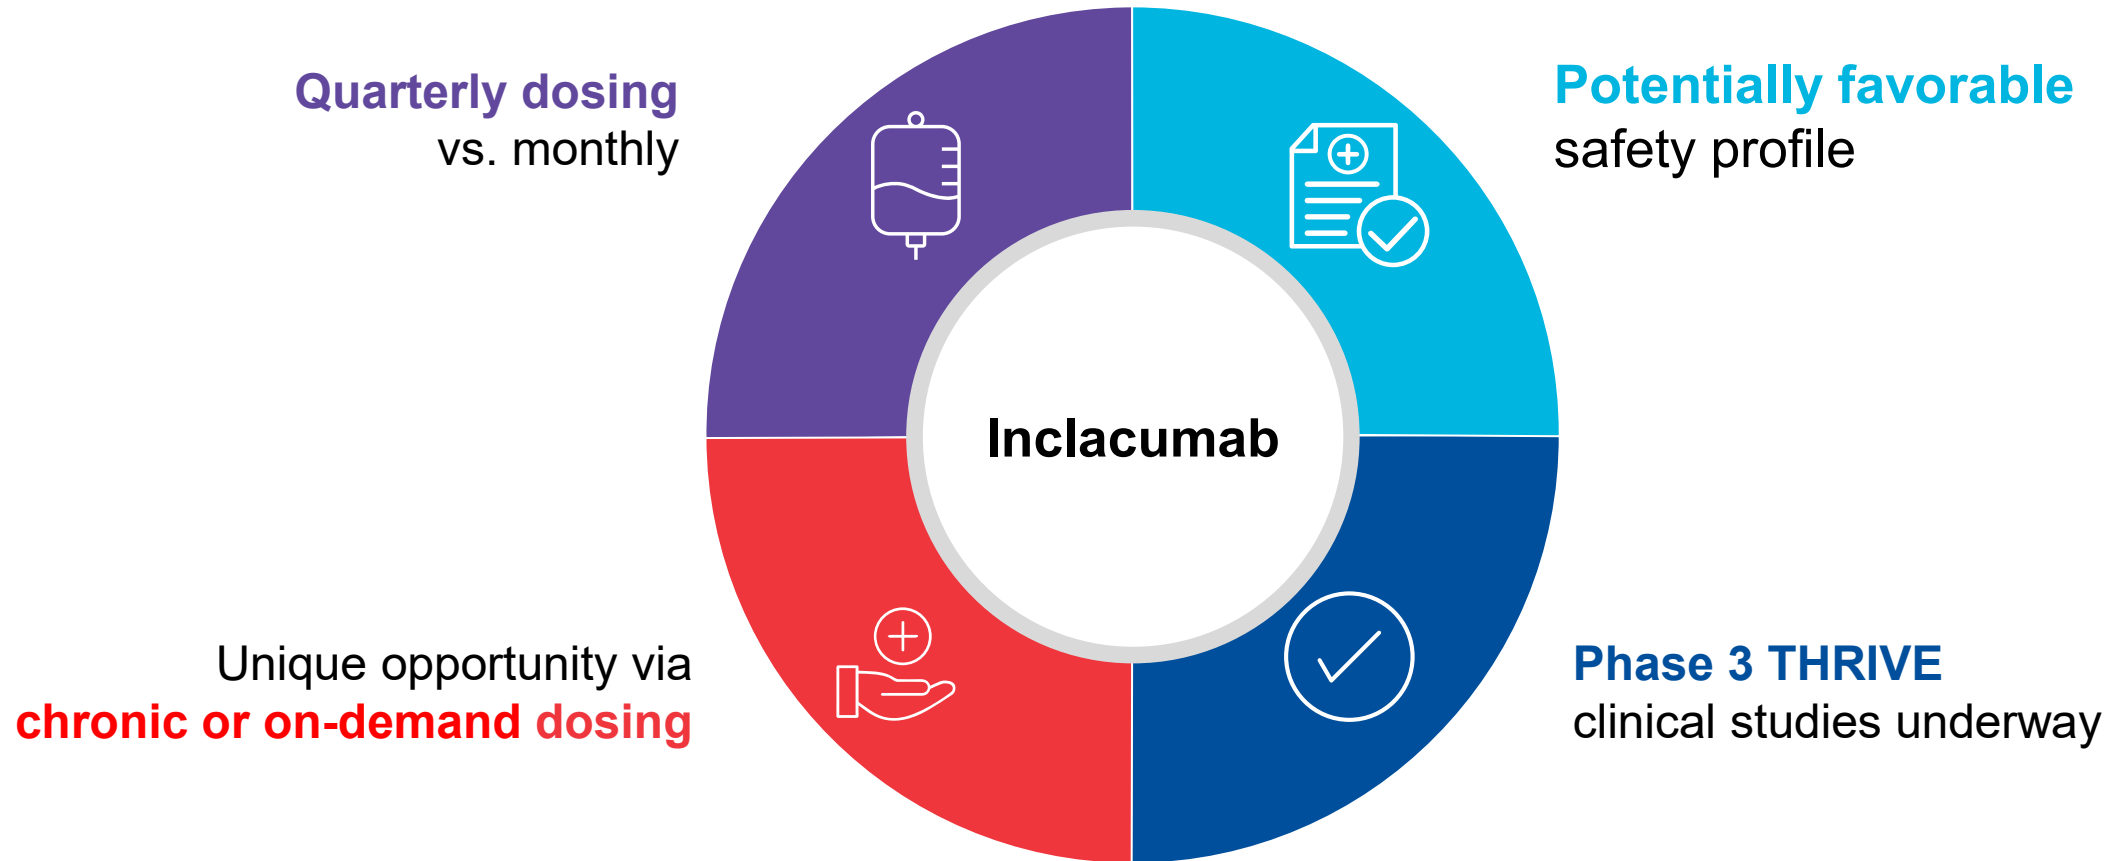 Quarterly dosing
vs. monthly
Potentially favorable
safety profile
Inclacumab
Unique opportunity via
chronic or on-demand dosing
Phase 3 THRIVE
clinical studies underway